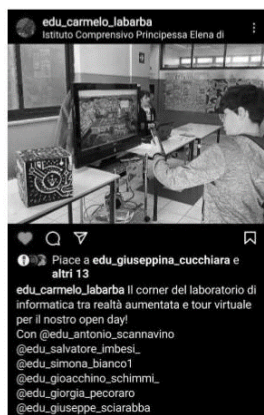 edu_carmelo_labarba
Istituto Comprensivo Principessa Elena di
Piace a edu_giuseppina_cucchiara e
altri 13
edu_carmelo_labarba Il corner del laboratorio di
informatica tra realtà aumentata e tour virtuale
per il nostro open day!
Con @edu_antonio_scannavino
@edu_salvatore_imbesi_
@edu_simona_bianco1
@edu_gioacchino_schimmi_
@edu_giorgia_pecoraro
@edu_giuseppe_sciarabba